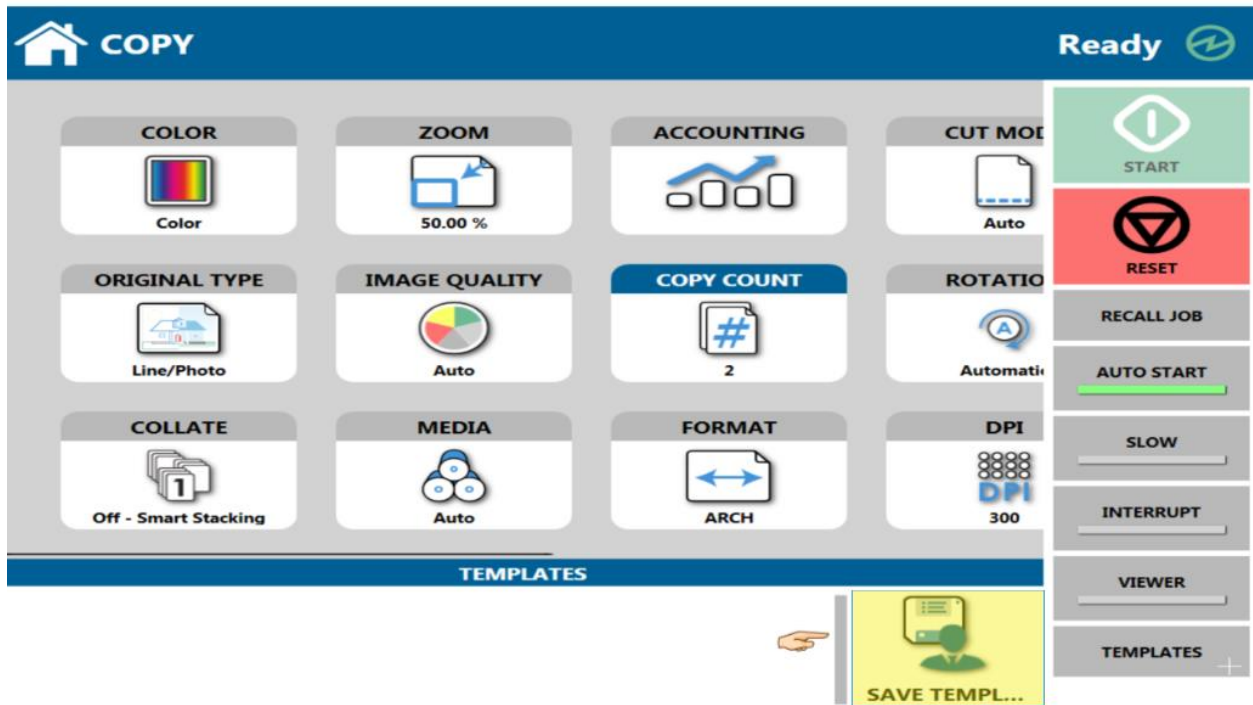 COPY
Ready
COLOR
Color
ZOOM
50.00 %
ACCOUNTING
CUT MOD
Auto
ORIGINAL TYPE
Line/Photo
IMAGE QUALITY
Auto
COPY COUNT
#
2
ROTATIO
A
Automati
COLLATE
1
Off - Smart Stacking
MEDIA
Auto
FORMAT
ARCH
DPI
DPI
300
START
RESET
RECALL JOB
AUTO START
SLOW
INTERRUPT
VIEWER
TEMPLATES
TEMPLATES
SAVE TEMPL...